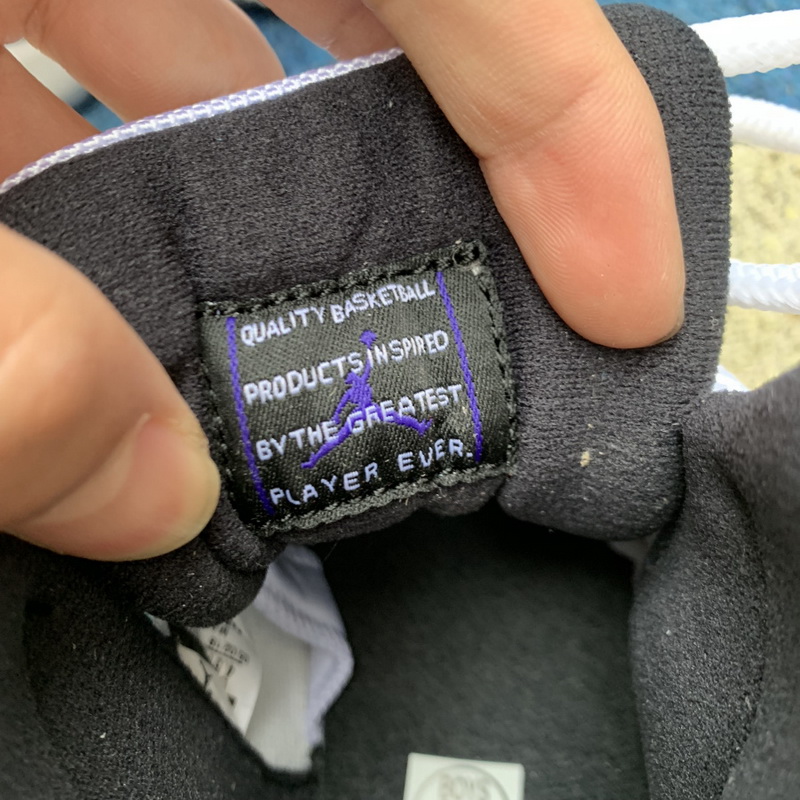 QUALITY BASKETBALL
PRODUCTS INSPIRED
BY THE GREATEST
PLAYER EVER.